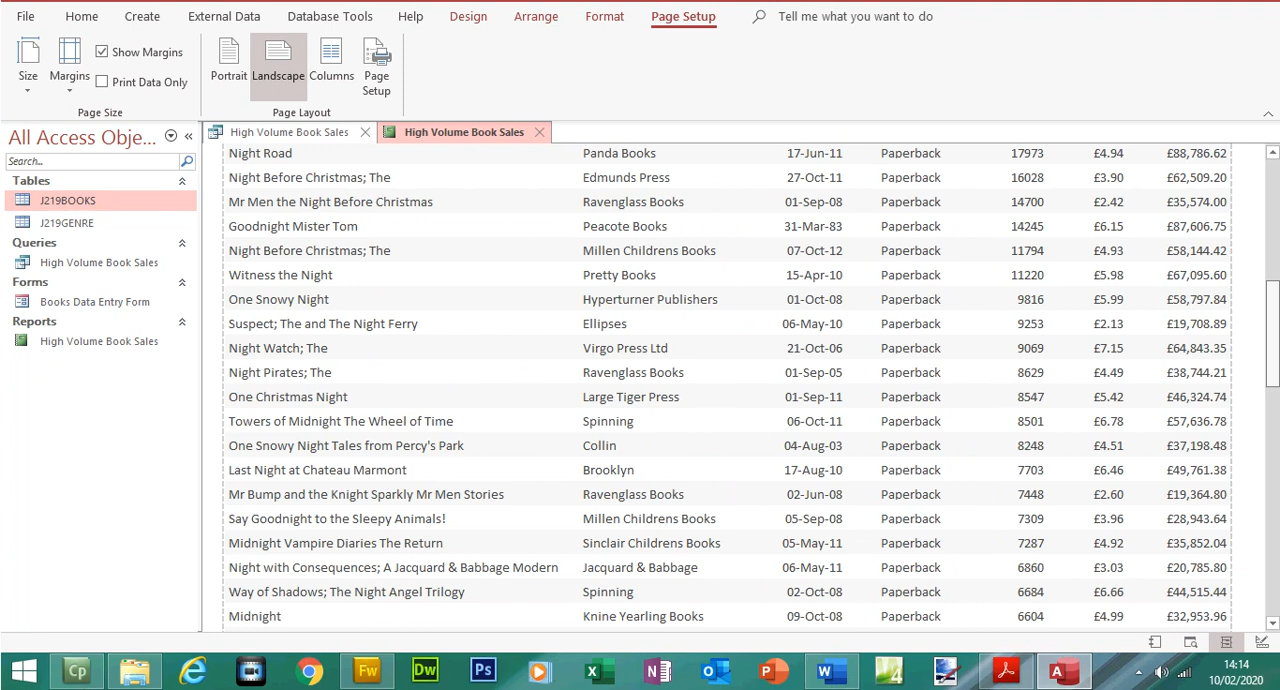 File Home Create External Data Database Tools Help Design Arrange Format Page Setup Tell me what you want to do
Size Margins Show Margins Print Data Only Portrait Landscape Columns Page Setup
Page Size Page Layout
All Access Obje... «
Search...
Tables
J219BOOKS
J219GENRE
Queries
High Volume Book Sales
Forms
Books Data Entry Form
Reports
High Volume Book Sales
High Volume Book Sales High Volume Book Sales
Night Road Panda Books 17-Jun-11 Paperback 17973 £4.94 £88,786.62
Night Before Christmas; The Edmunds Press 27-Oct-11 Paperback 16028 £3.90 £62,509.20
Mr Men the Night Before Christmas Ravenglass Books 01-Sep-08 Paperback 14700 £2.42 £35,574.00
Goodnight Mister Tom Peacote Books 31-Mar-83 Paperback 14245 £6.15 £87,606.75
Night Before Christmas; The Millen Childrens Books 07-Oct-12 Paperback 11794 £4.93 £58,144.42
Witness the Night Pretty Books 15-Apr-10 Paperback 11220 £5.98 £67,095.60
One Snowy Night Hyperturner Publishers 01-Oct-08 Paperback 9816 £5.99 £58,797.84
Suspect; The and The Night Ferry Ellipses 06-May-10 Paperback 9253 £2.13 £19,708.89
Night Watch; The Virgo Press Ltd 21-Oct-06 Paperback 9069 £7.15 £64,843.35
Night Pirates; The Ravenglass Books 01-Sep-05 Paperback 8629 £4.49 £38,744.21
One Christmas Night Large Tiger Press 01-Sep-11 Paperback 8547 £5.42 £46,324.74
Towers of Midnight The Wheel of Time Spinning 06-Oct-11 Paperback 8501 £6.78 £57,636.78
One Snowy Night Tales from Percy's Park Collin 04-Aug-03 Paperback 8248 £4.51 £37,198.48
Last Night at Chateau Marmont Brooklyn 17-Aug-10 Paperback 7703 £6.46 £49,761.38
Mr Bump and the Knight Sparkly Mr Men Stories Ravenglass Books 02-Jun-08 Paperback 7448 £2.60 £19,364.80
Say Goodnight to the Sleepy Animals! Millen Childrens Books 05-Sep-08 Paperback 7309 £3.96 £28,943.64
Midnight Vampire Diaries The Return Sinclair Childrens Books 05-May-11 Paperback 7287 £4.92 £35,852.04
Night with Consequences; A Jacquard & Babbage Modern Jacquard & Babbage 06-May-11 Paperback 6860 £3.03 £20,785.80
Way of Shadows; The Night Angel Trilogy Spinning 02-Oct-08 Paperback 6684 £6.66 £44,515.44
Midnight Knine Yearling Books 09-Oct-08 Paperback 6604 £4.99 £32,953.96
Cp Fw Dw Ps X N P W A
14:14
10/02/2020